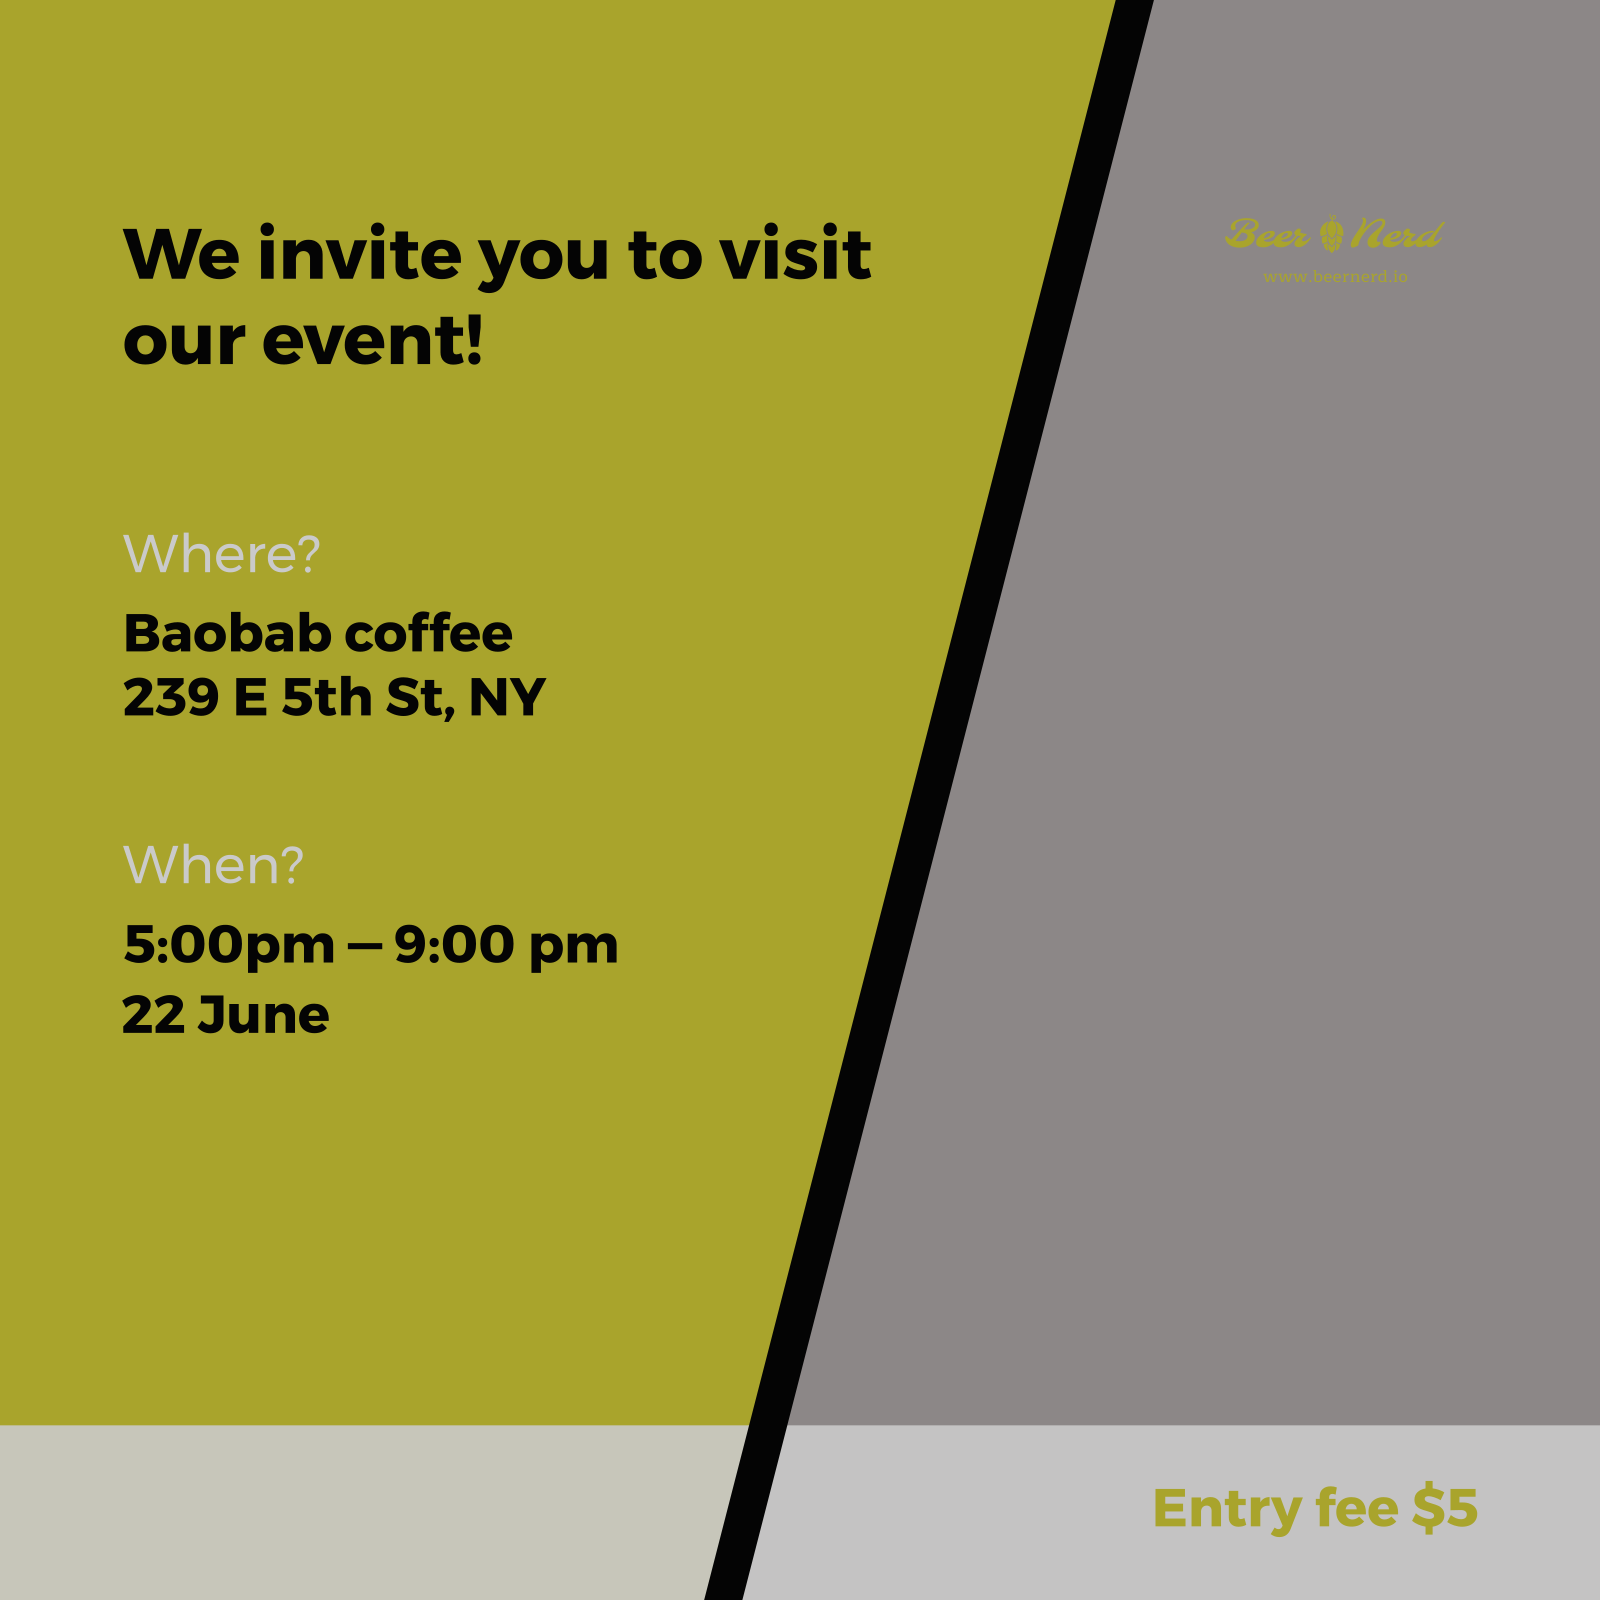 We invite you to visit
our event!
Beer Nerd
www.beernerd.io
Where?
Baobab coffee
239 E 5th St, NY
When?
5:00pm — 9:00 pm
22 June
Entry fee $5